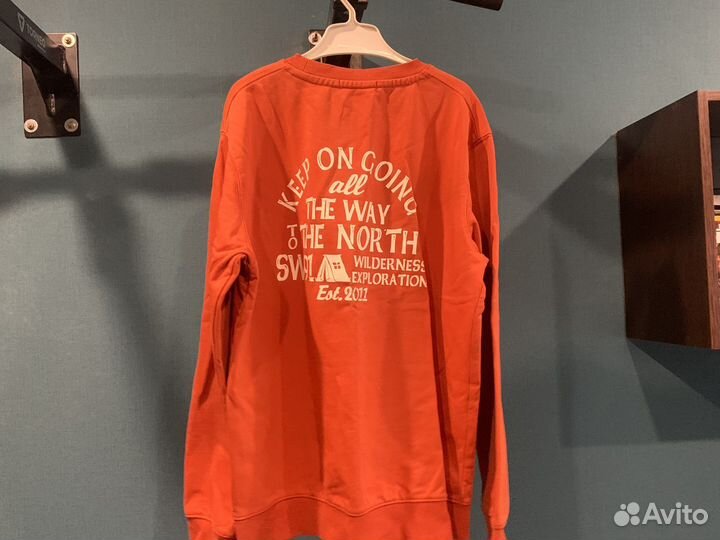 KEEP ON GOING
all
THE WAY
TO THE NORTH
WILDERNESS
EXPLORATION
Est. 2011
Avito